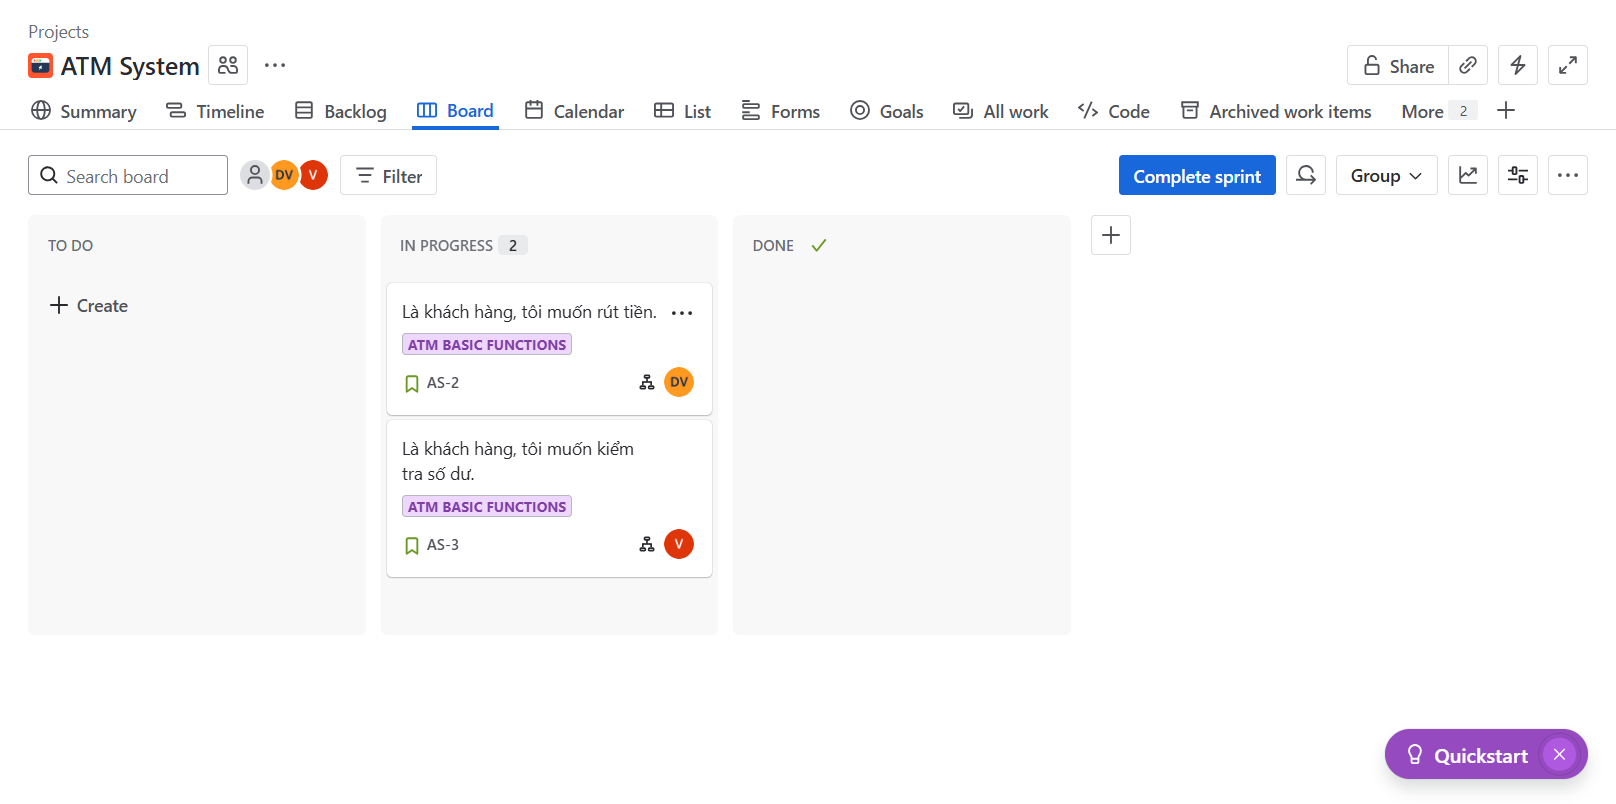 Projects
ATM System
Share
Summary
Timeline
Backlog
Board
Calendar
List
Forms
Goals
All work
Code
Archived work items
More 2
Search board
DV
V
Filter
Complete sprint
Group
TO DO
Create
IN PROGRESS 2
Là khách hàng, tôi muốn rút tiền.
ATM BASIC FUNCTIONS
AS-2
DV
Là khách hàng, tôi muốn kiểm
tra số dư.
ATM BASIC FUNCTIONS
AS-3
V
DONE
Quickstart